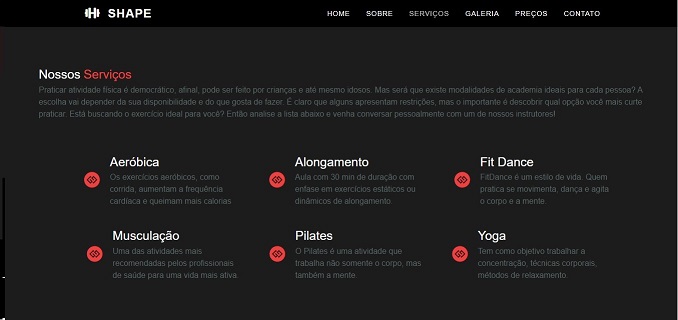 SHAPE
HOME SOBRE SERVIÇOS GALERIA PREÇOS CONTATO
Nossos Serviços
Praticar atividade física é democrático, afinal, pode ser feito por crianças e até mesmo idosos. Mas será que existe modalidades de academia ideais para cada pessoa? A
escolha vai depender da sua disponibilidade e do que gosta de fazer. É claro que alguns apresentam restrições, mas o importante é descobrir qual opção você mais curte
praticar. Está buscando o exercício ideal para você? Então analise a lista abaixo e venha conversar pessoalmente com um de nossos instrutores!
Aeróbica
Os exercícios aeróbicos, como
corrida, aumentam a frequência
cardíaca e queimam mais calorias
Alongamento
Aula com 30 min de duração com
enfase em exercícios estáticos ou
dinâmicos de alongamento.
Fit Dance
FitDance é um estilo de vida. Quem
pratica se movimenta, dança e agita
o corpo e a mente
Musculação
Uma das atividades mais
recomendadas pelos profissionais
de saúde para uma vida mais ativa.
Pilates
O Pilates é uma atividade que
trabalha não somente o corpo, mas
também a mente
Yoga
Tem como objetivo trabalhar a
concentração, técnicas corporais,
métodos de relaxamento.